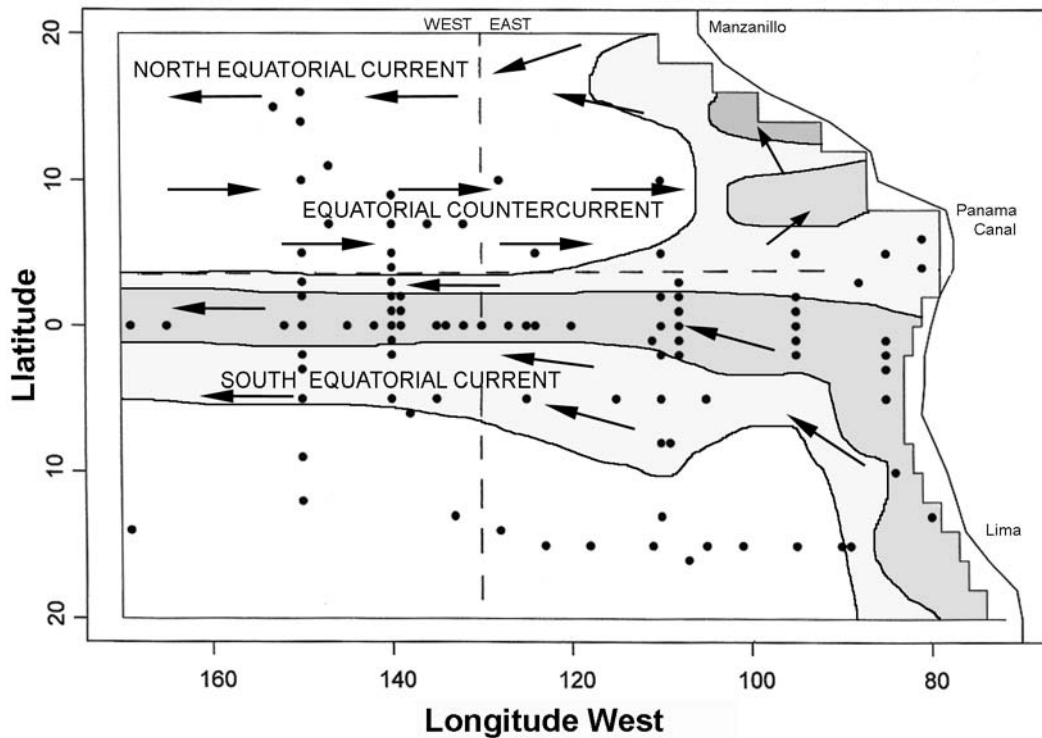 20
WEST EAST
Manzanillo
NORTH EQUATORIAL CURRENT
10
EQUATORIAL COUNTERCURRENT
Panama
Canal
Llatitude
0
SOUTH EQUATORIAL CURRENT
10
Lima
20
160 140 120 100 80
Longitude West